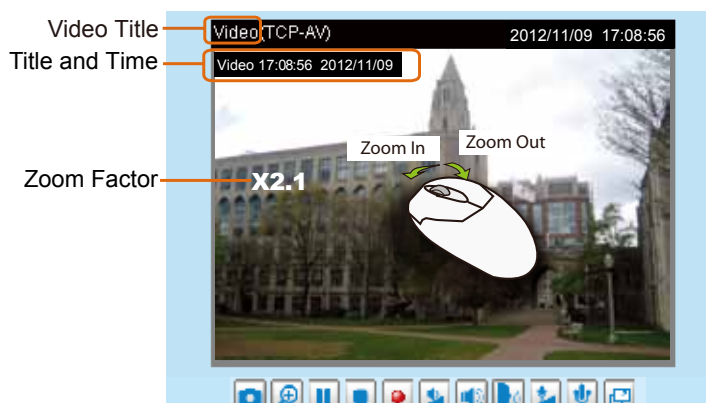 Video Title
Video(TCP-AV) 2012/11/09 17:08:56
Title and Time
Video 17:08:56 2012/11/09
Zoom In
Zoom Out
Zoom Factor
X2.1